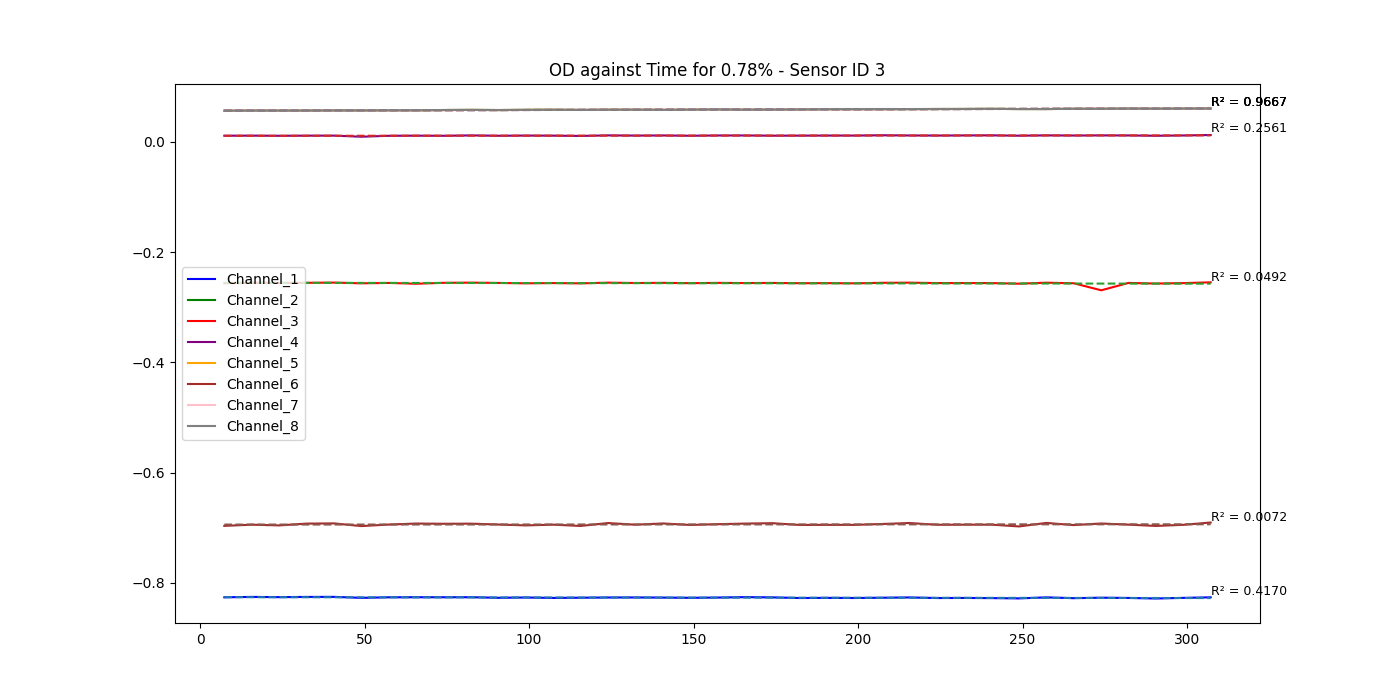 OD against Time for 0.78% - Sensor ID 3
R² = 0.9667
R² = 0.2561
R² = 0.0492
R² = 0.0072
R² = 0.4170
0.0
−0.2
−0.4
−0.6
−0.8
Channel_1
Channel_2
Channel_3
Channel_4
Channel_5
Channel_6
Channel_7
Channel_8
0 50 100 150 200 250 300